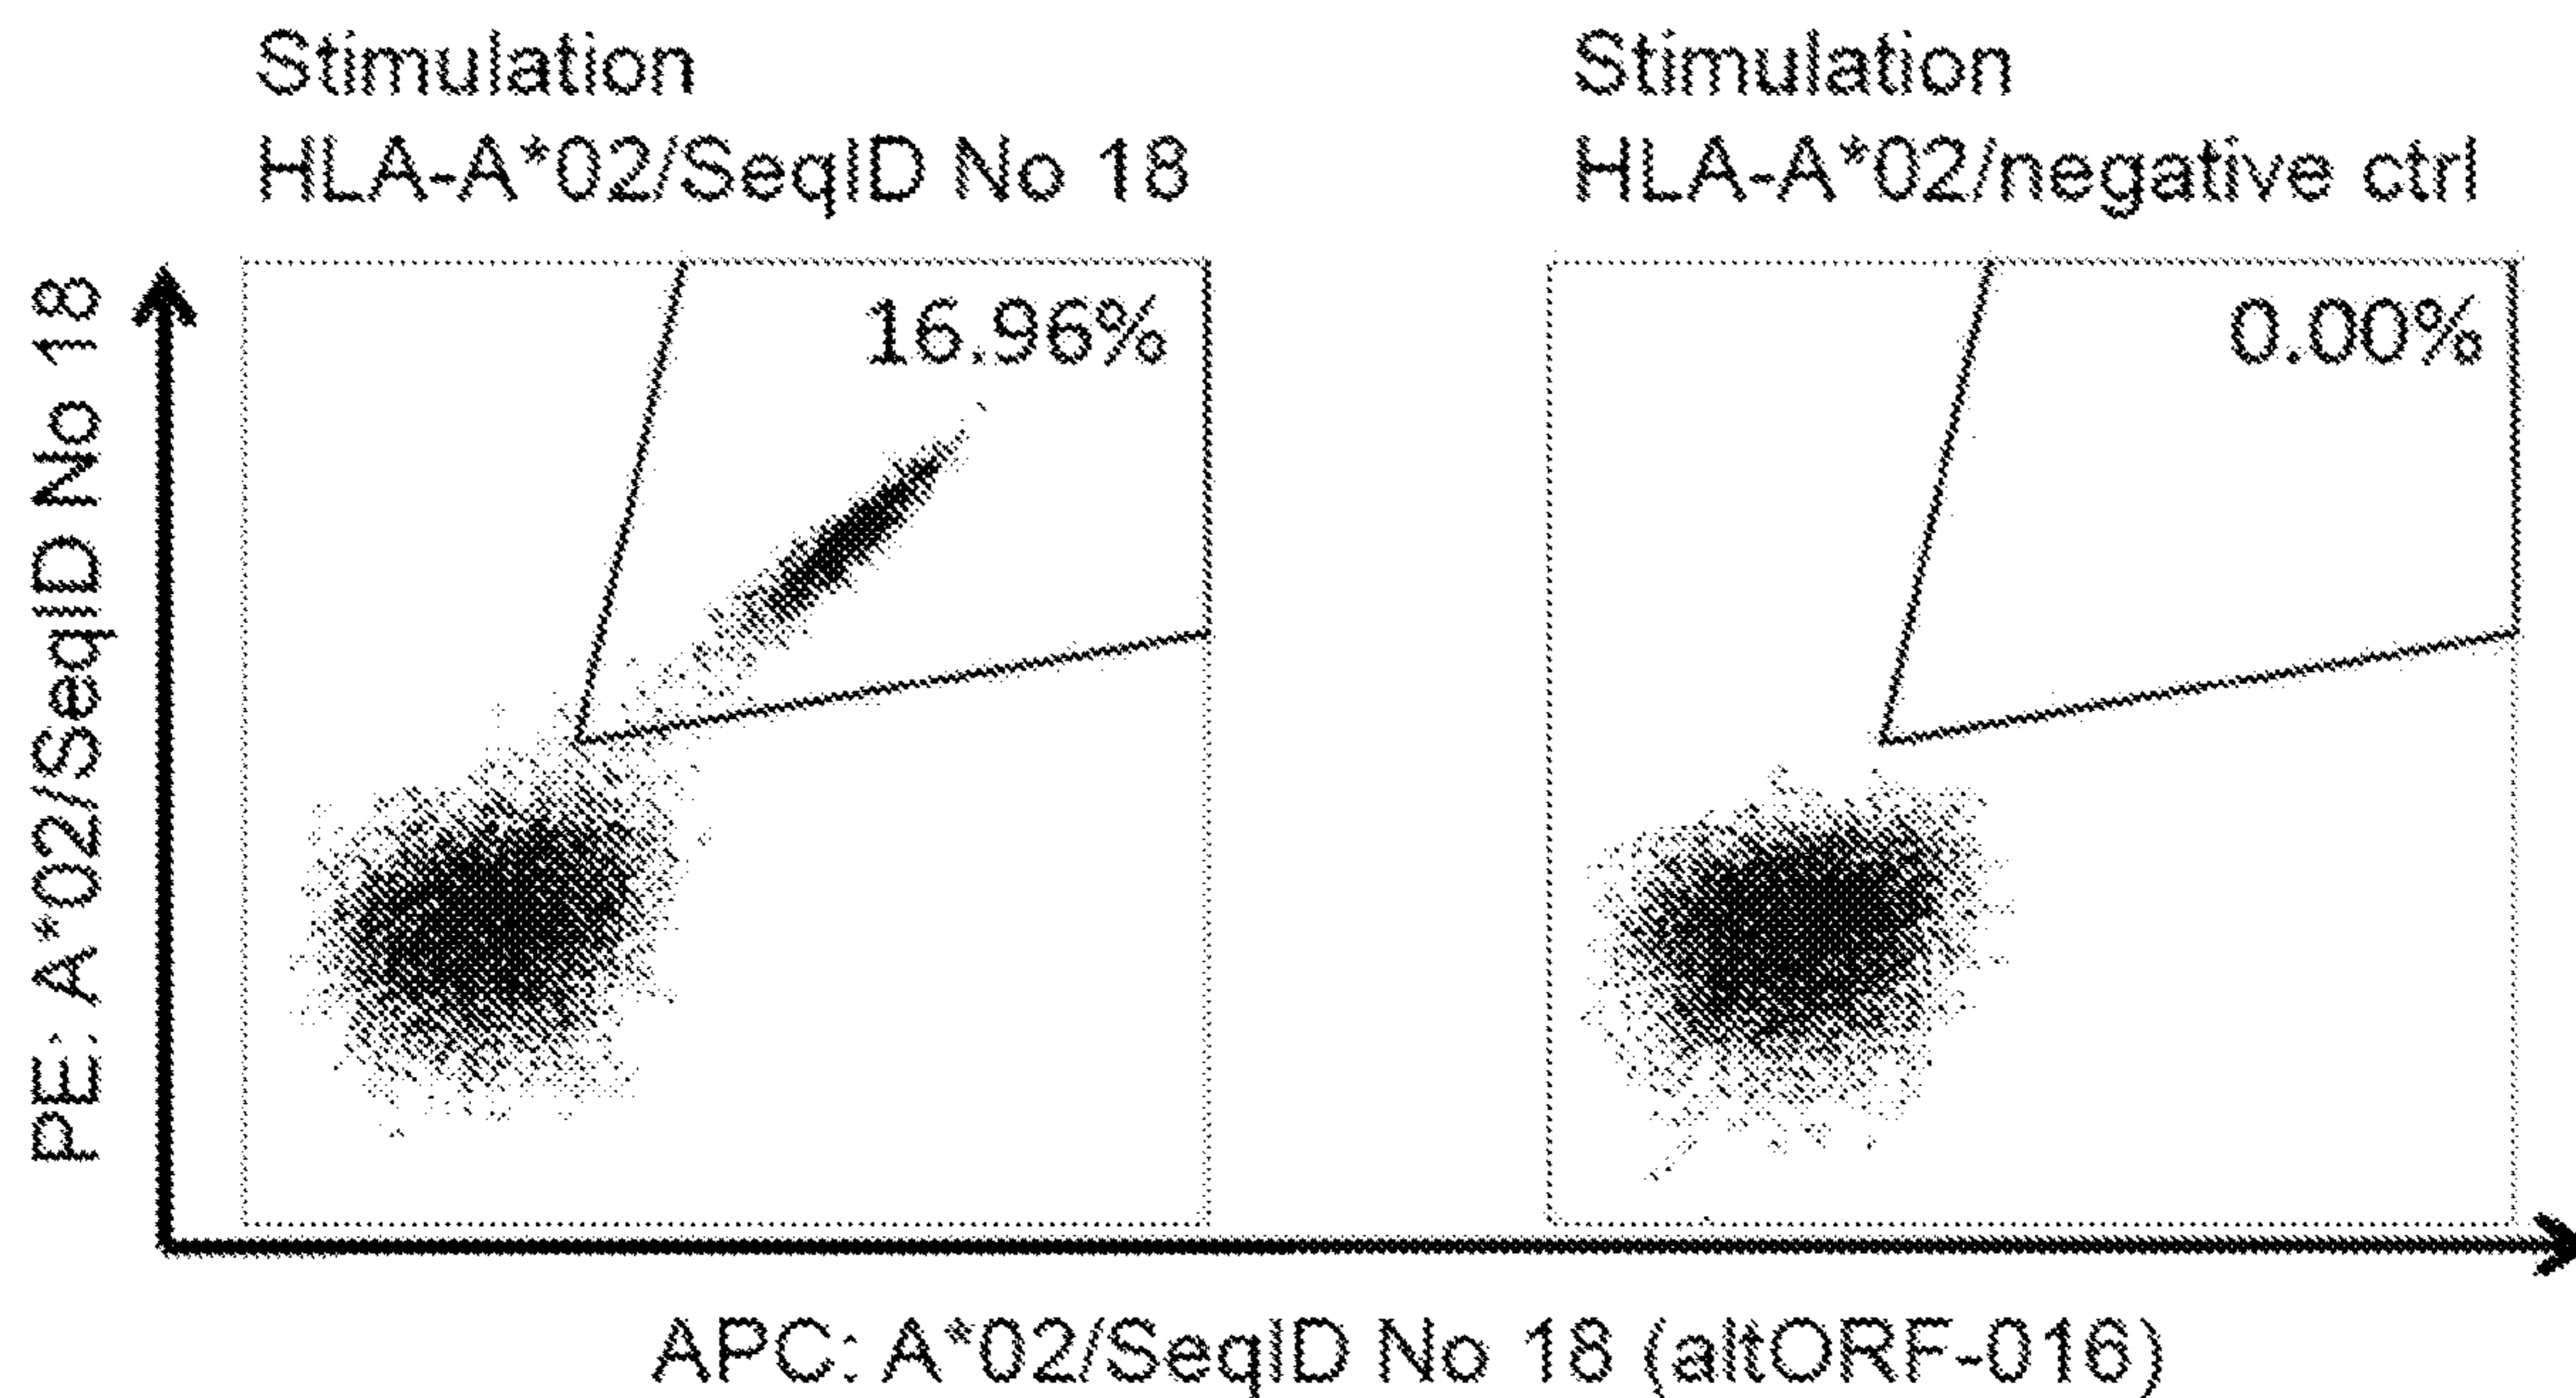 Stimulation
HLA-A*02/SeqID No 18
Stimulation
HLA-A*02/negative ctrl
PE: A*02/SeqID No 18
16.96%
0.00%
APC: A*02/SeqID No 18 (altORF-016)